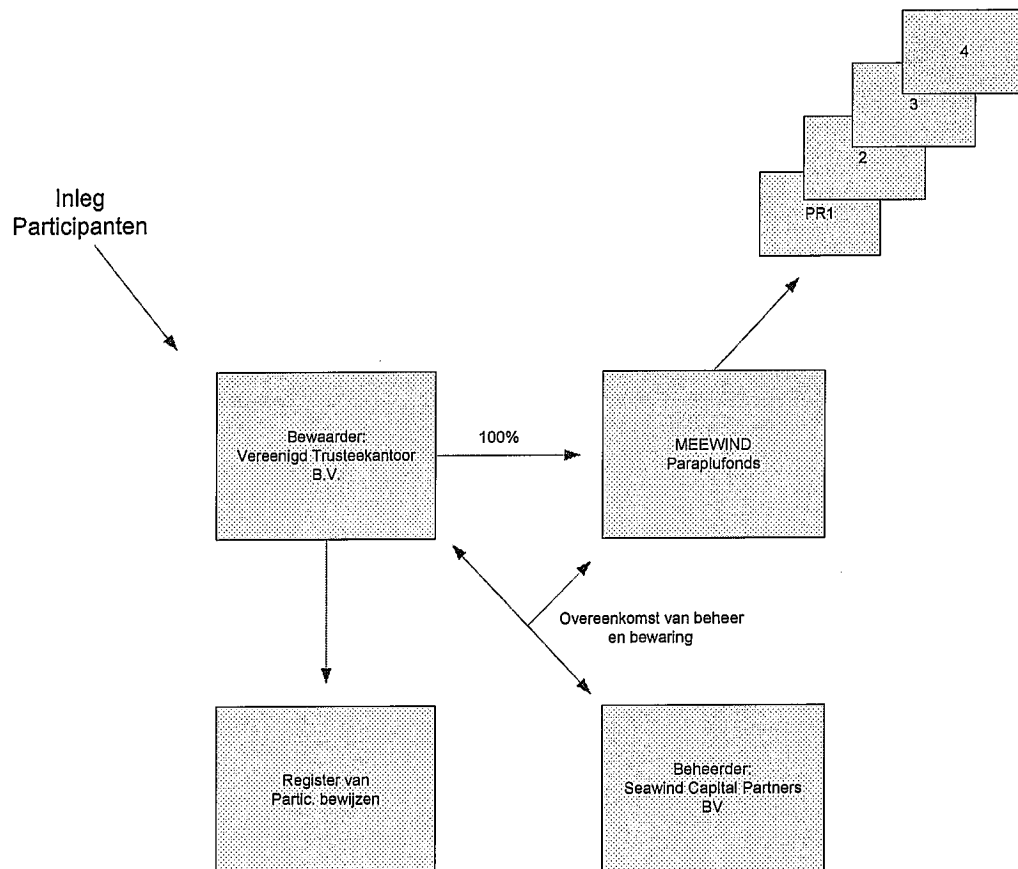 4
3
2
PR1
Inleg
Participanten
Bewaarder:
Vereenigd Trusteekantoor
B.V.
100%
MEEWIND
Paraplufonds
Overeenkomst van beheer
en bewaring
Register van
Partic. bewijzen
Beheerder:
Seawind Capital Partners
BV